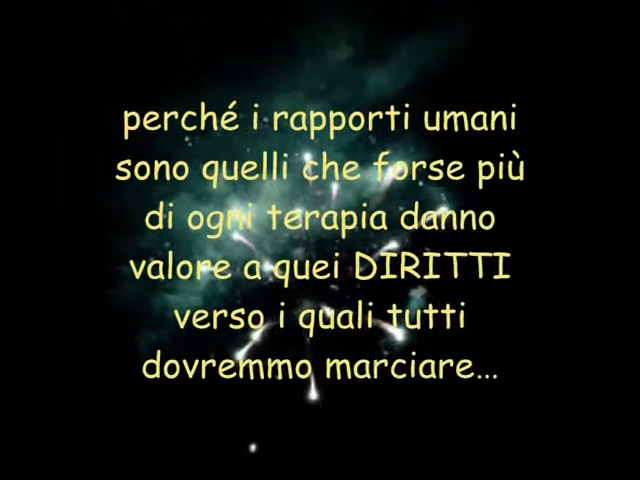 perché i rapporti umani
sono quelli che forse più
di ogni terapia danno
valore a quei DIRITTI
verso i quali tutti
dovremmo marciare...